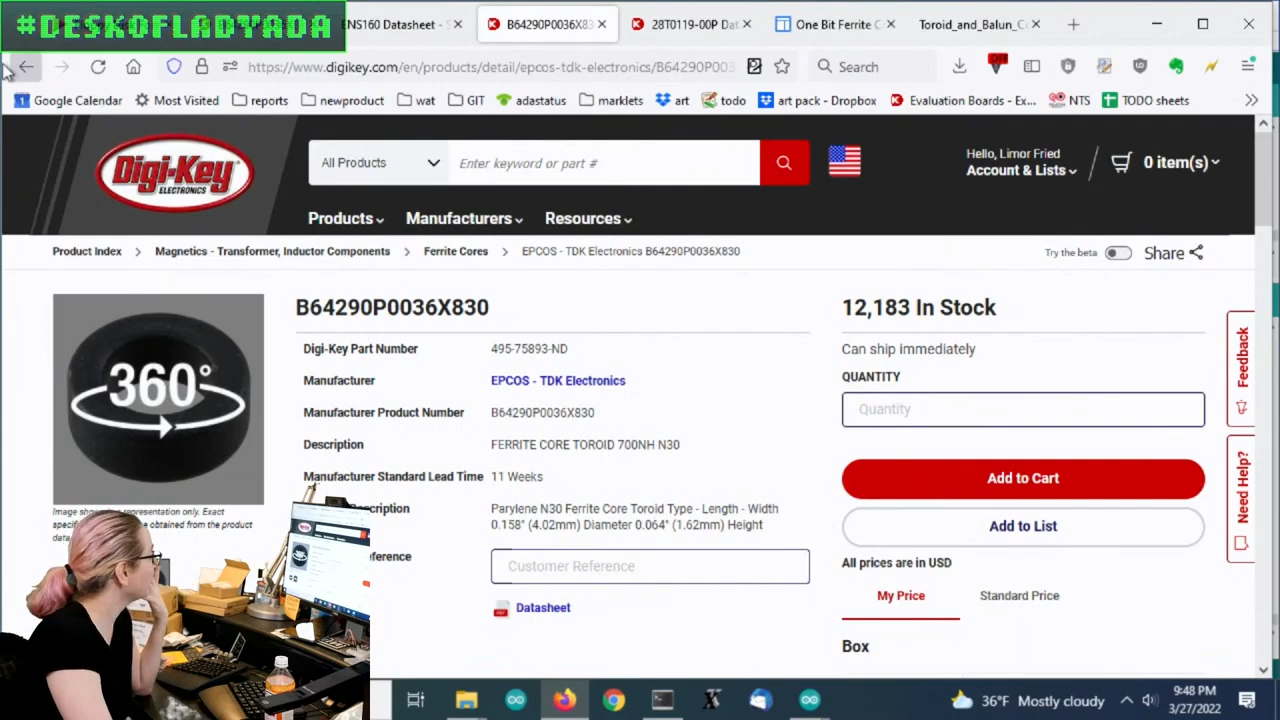 #DESKOFLADYADA
ENS160 Datasheet - S
B64290P0036X83
28T0119-00P Dat
One Bit Ferrite C
Toroid_and_Balun_C
https://www.digikey.com/en/products/detail/epcos-tdk-electronics/B64290P003
Search
OFF
Google Calendar
Most Visited
reports
newproduct
wat
GIT
adastatus
marklets
art
todo
art pack - Dropbox
Evaluation Boards - Ex...
NTS
TODO sheets
Digi-Key
ELECTRONICS
All Products
Enter keyword or part #
Hello, Limor Fried
Account & Lists
0 item(s)
Products
Manufacturers
Resources
Product Index > Magnetics - Transformer, Inductor Components > Ferrite Cores > EPCOS - TDK Electronics B64290P0036X830
Try the beta
Share
360°
B64290P0036X830
Digi-Key Part Number 495-75893-ND
Manufacturer EPCOS - TDK Electronics
Manufacturer Product Number B64290P0036X830
Description FERRITE CORE TOROID 700NH N30
Manufacturer Standard Lead Time 11 Weeks
Parylene N30 Ferrite Core Toroid Type - Length - Width
0.158" (4.02mm) Diameter 0.064" (1.62mm) Height
Customer Reference
Datasheet
12,183 In Stock
Can ship immediately
QUANTITY
Quantity
Add to Cart
Add to List
All prices are in USD
My Price
Standard Price
Box
Feedback
Need Help?
36°F Mostly cloudy
9:48 PM
3/27/2022